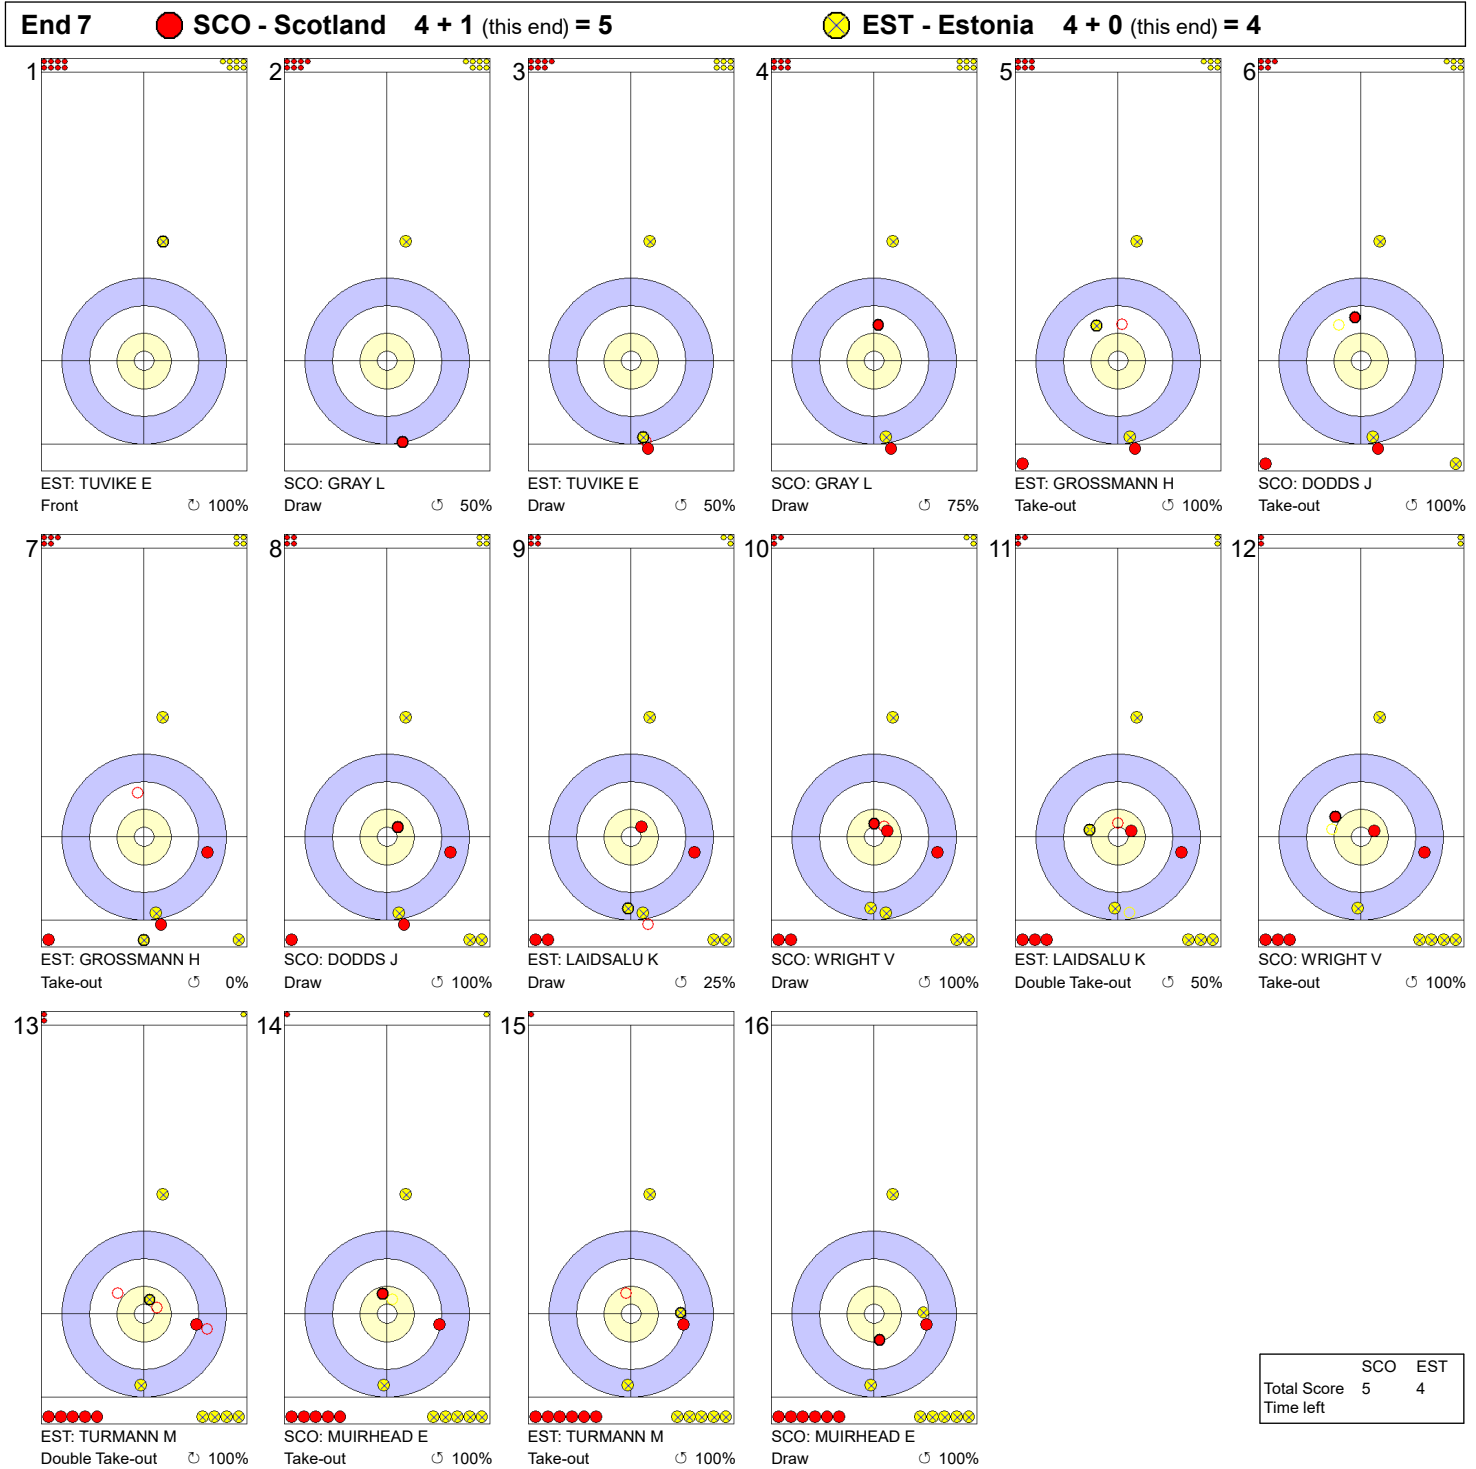 End 7 SCO - Scotland 4 + 1 (this end) = 5 EST - Estonia 4 + 0 (this end) = 4
1 2 3 4 5 6
EST: TUVIKE E SCO: GRAY L EST: TUVIKE E SCO: GRAY L EST: GROSSMANN H SCO: DODDS J
Front ↻ 100% Draw ↺ 50% Draw ↺ 50% Draw ↺ 75% Take-out ↺ 100% Take-out ↺ 100%
7 8 9 10 11 12
EST: GROSSMANN H SCO: DODDS J EST: LAIDSALU K SCO: WRIGHT V EST: LAIDSALU K SCO: WRIGHT V
Take-out ↺ 0% Draw ↺ 100% Draw ↺ 25% Draw ↺ 100% Double Take-out ↺ 50% Take-out ↺ 100%
13 14 15 16
SCO EST
Total Score 5 4
Time left
EST: TURMANN M SCO: MUIRHEAD E EST: TURMANN M SCO: MUIRHEAD E
Double Take-out ↻ 100% Take-out ↺ 100% Take-out ↺ 100% Draw ↺ 100%